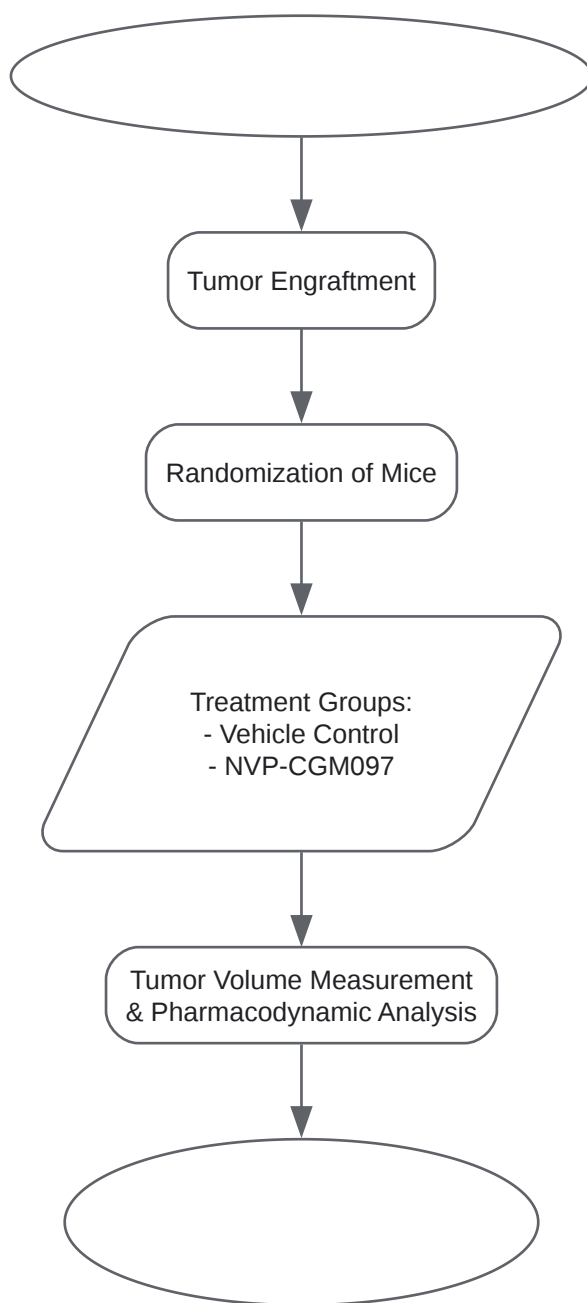 Tumor Engraftment
Randomization of Mice
Treatment Groups:
- Vehicle Control
- NVP-CGM097
Tumor Volume Measurement
& Pharmacodynamic Analysis